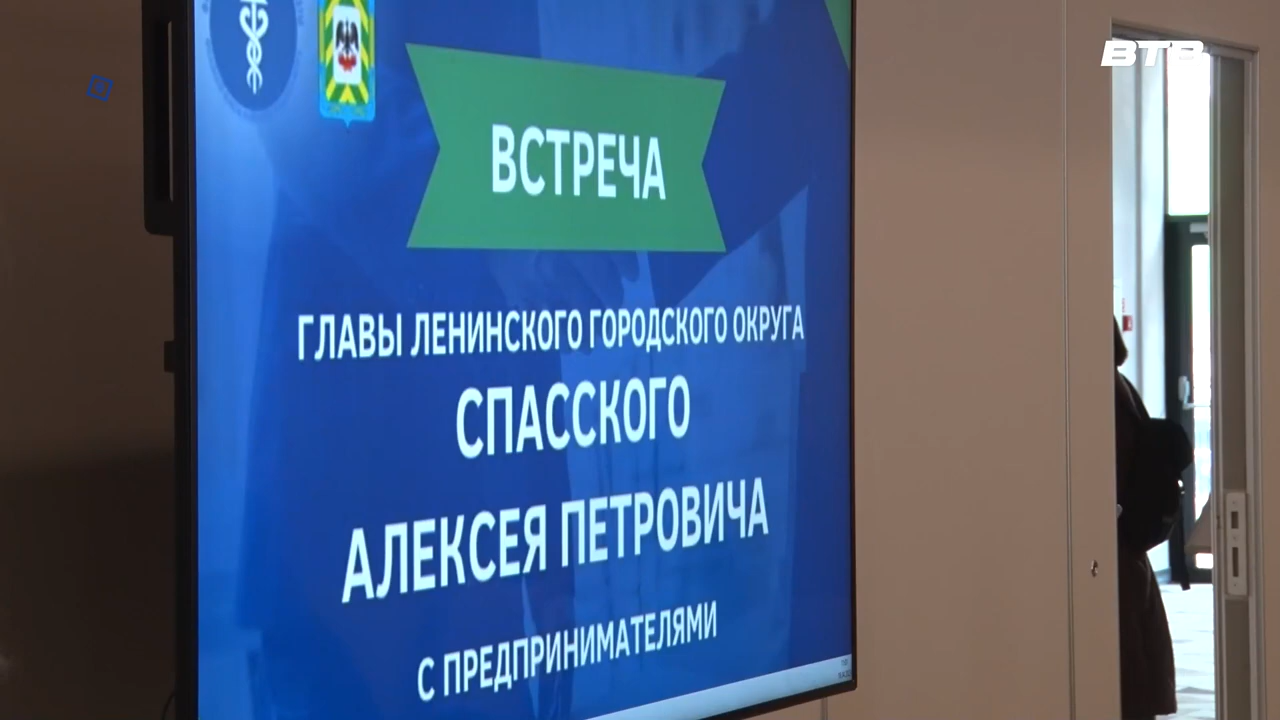 ВТВ
ВСТРЕЧА
ГЛАВЫ ЛЕНИНСКОГО ГОРОДСКОГО ОКРУГА
СПАССКОГО
АЛЕКСЕЯ ПЕТРОВИЧА
С ПРЕДПРИНИМАТЕЛЯМИ